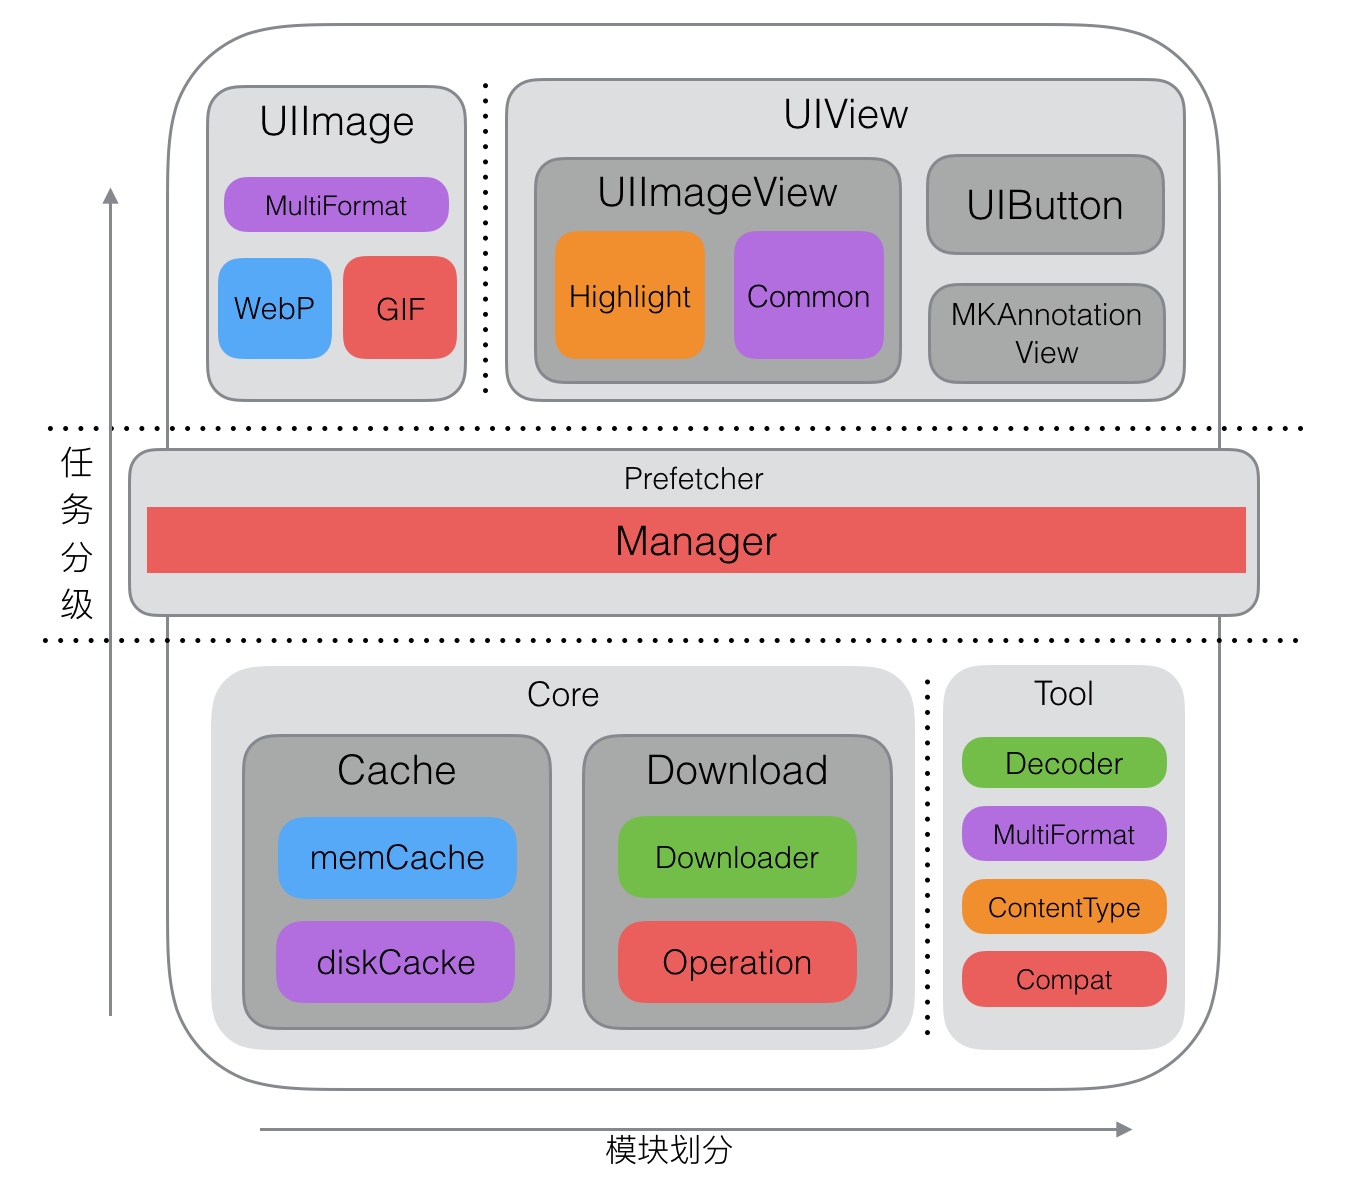 UIImage
MultiFormat
WebP
GIF
UIView
UIImageView
Highlight
Common
UIButton
MKAnnotation
View
任
务
分
级
Prefetcher
Manager
Core
Cache
memCache
diskCacke
Download
Downloader
Operation
Tool
Decoder
MultiFormat
ContentType
Compat
模块划分